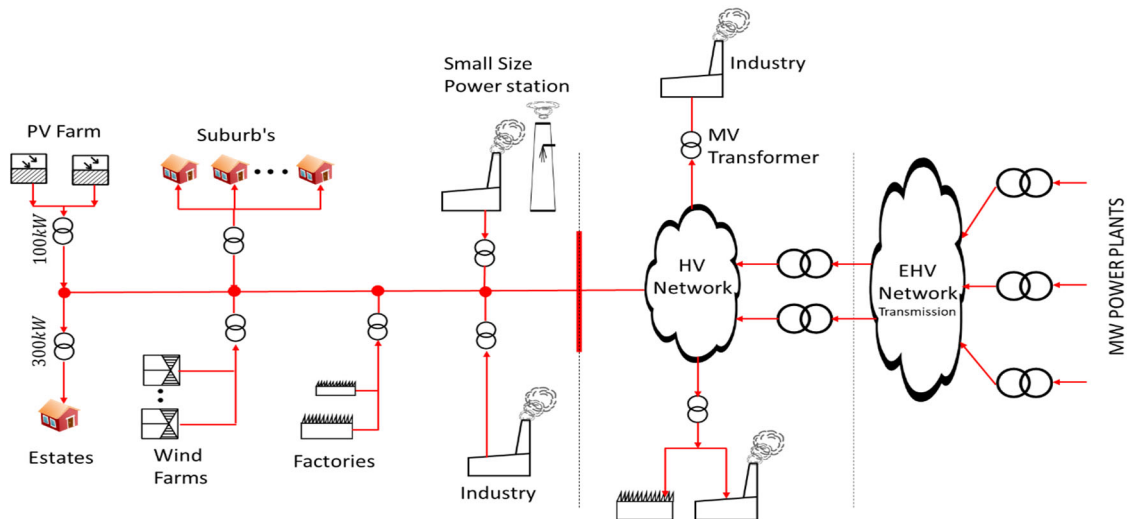 Small Size
Power station
Industry
PV Farm
Suburb's
MV
Transformer
100kW
HV
Network
EHV
Network
Transmission
MW POWER PLANTS
300kW
Estates
Wind
Farms
Factories
Industry